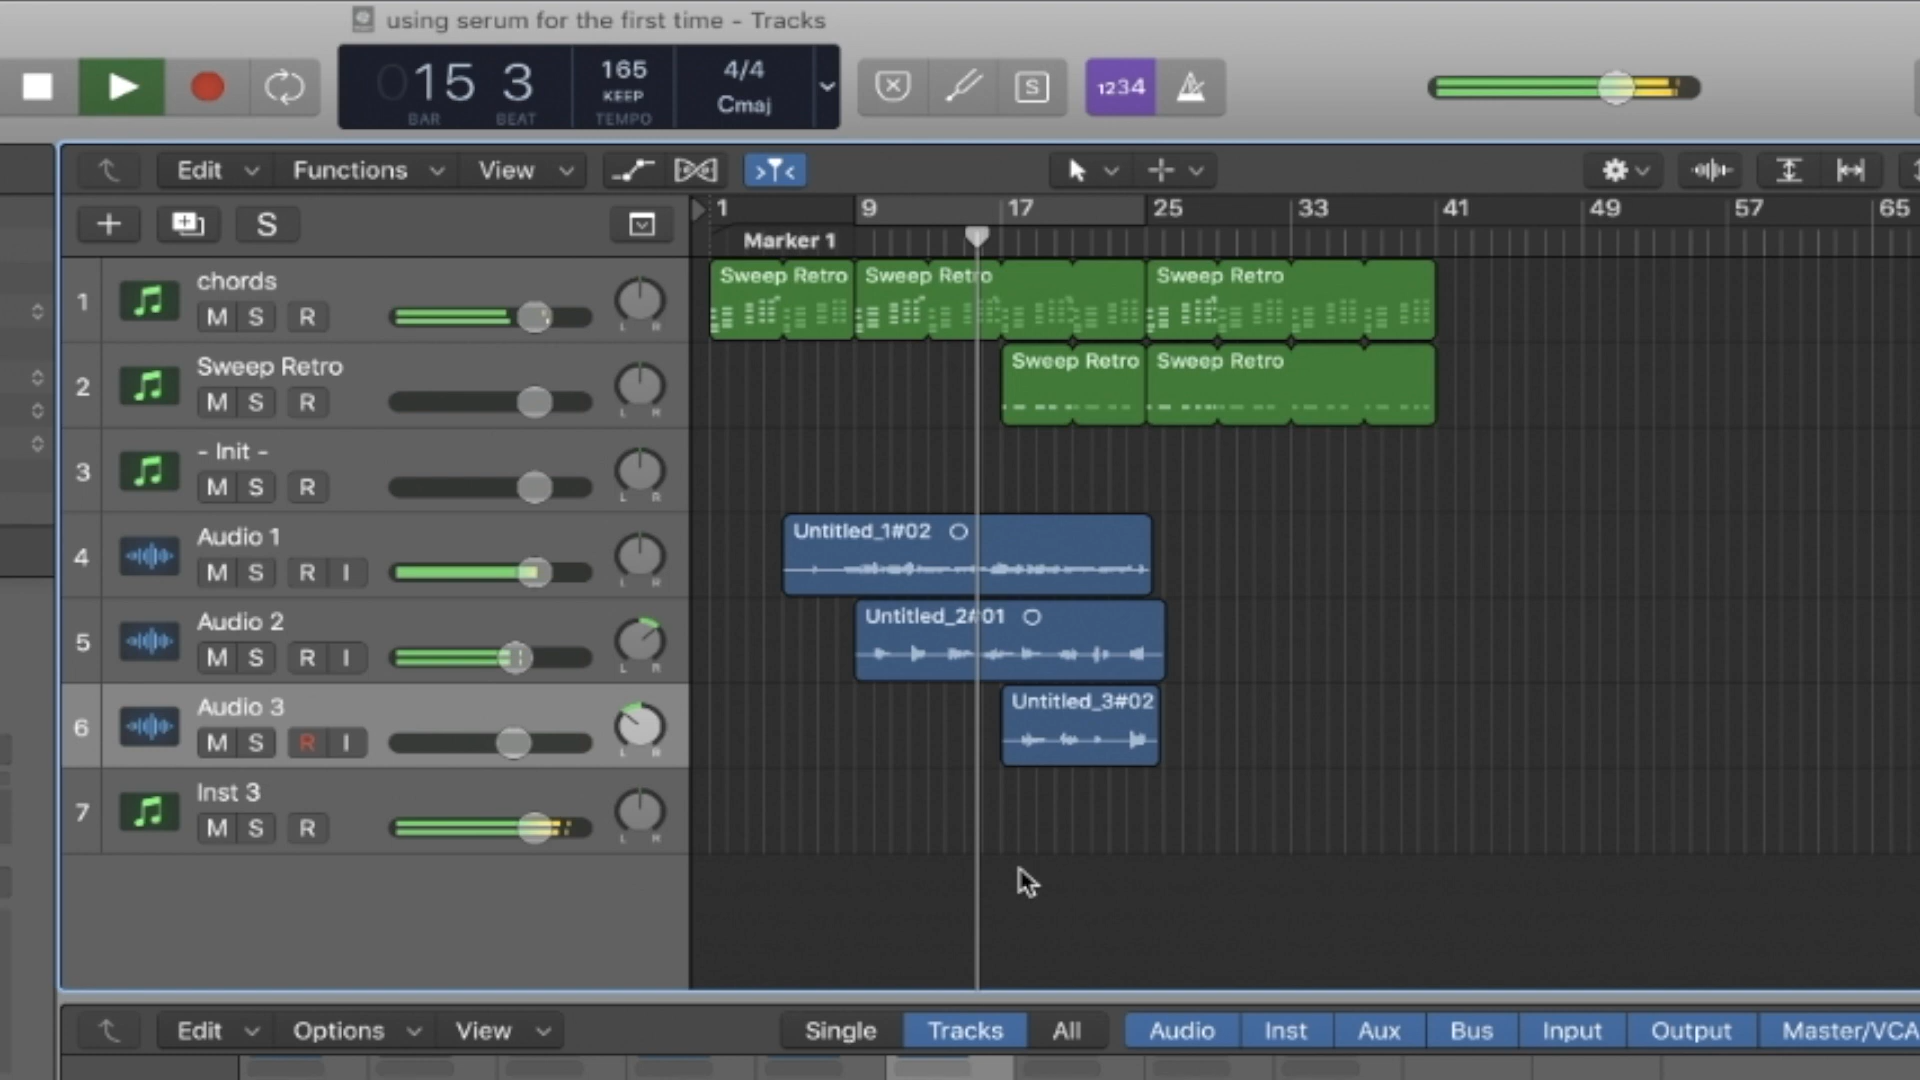 using serum for the first time - Tracks
015 3 165 4/4
KEEP Cmaj
BAR BEAT TEMPO
S 1234
Edit Functions View
S 1 9 17 25 33 41 49 57 65
Marker 1
1 chords M S R L R
Sweep Retro Sweep Retro Sweep Retro
2 Sweep Retro M S R L R
Sweep Retro Sweep Retro
3 - Init - M S R L R
4 Audio 1 M S R I L R
Untitled_1#02
5 Audio 2 M S R I L R
Untitled_2#01
6 Audio 3 M S R I L R
Untitled_3#02
7 Inst 3 M S R L R
Edit Options View Single Tracks All Audio Inst Aux Bus Input Output Master/VCA